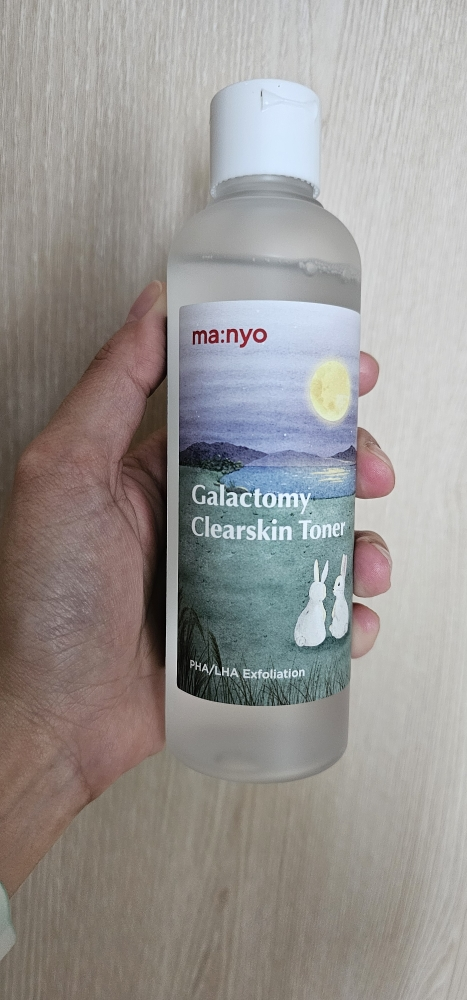 ma:nyo
Galactomy
Clearskin Toner
PHA/LHA Exfoliation